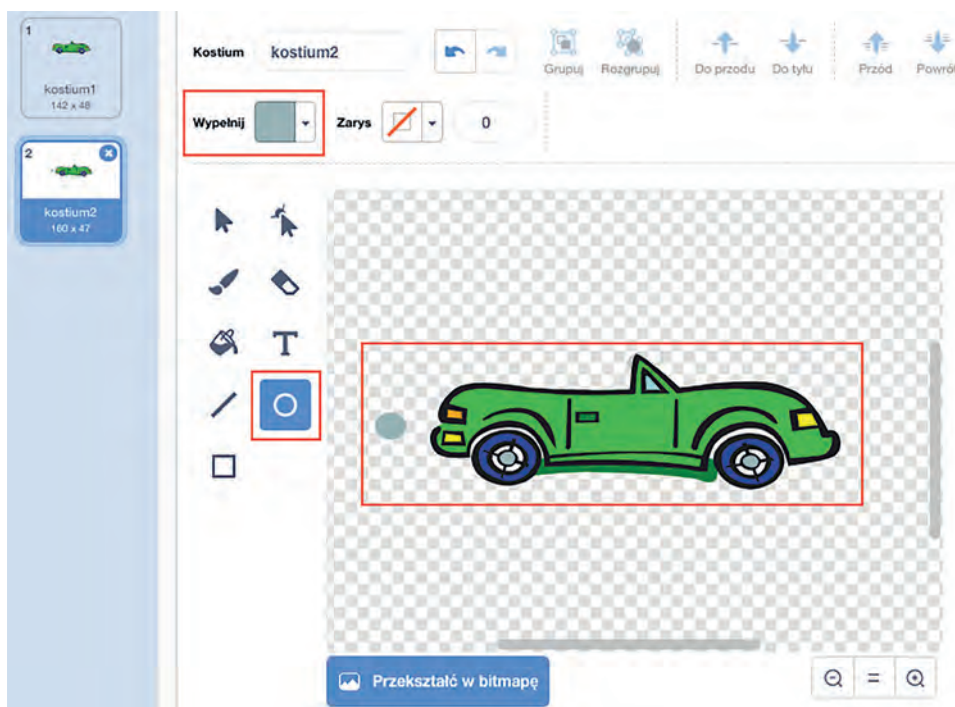 1
kostium1
142 x 48
2
kostium2
160 x 47
Kostium kostium2
Grupuj Rozgrupuj Do przodu Do tyłu Przód Powrót
Wypełnij Zarys 0
T
Przekształć w bitmapę